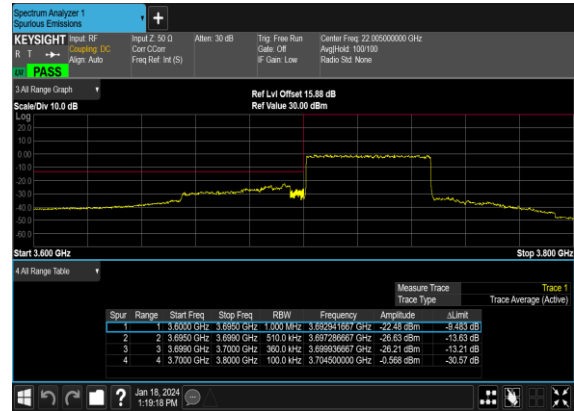 Spectrum Analyzer 1
Spurious Emissions
+
KEYSIGHT Input: RF Input Z: 50 Ω Atten: 30 dB Trig: Free Run Center Freq: 22.005000000 GHz
R T Coupling: DC Corr CCorr Gate: Off Avg|Hold: 100/100
Align: Auto Freq Ref: Int (S) IF Gain: Low Radio Std: None
LW PASS
3 All Range Graph Ref Lvl Offset 15.88 dB
Scale/Div 10.0 dB Ref Value 30.00 dBm
Log
20.0
10.0
0.00
-10.0
-20.0
-30.0
-40.0
-50.0
-60.0
Start 3.600 GHz Stop 3.800 GHz
4 All Range Table
Measure Trace Trace 1
Trace Type Trace Average (Active)
Spur Range Start Freq Stop Freq RBW Frequency Amplitude ΔLimit
1 1 3.6000 GHz 3.6950 GHz 1.000 MHz 3.692941667 GHz -22.48 dBm -9.483 dB
2 2 3.6950 GHz 3.6990 GHz 510.0 kHz 3.697286667 GHz -26.63 dBm -13.63 dB
3 3 3.6990 GHz 3.7000 GHz 360.0 kHz 3.699936667 GHz -26.21 dBm -13.21 dB
4 4 3.7000 GHz 3.8000 GHz 100.0 kHz 3.704500000 GHz -0.568 dBm -30.57 dB
? Jan 18, 2024
1:19:18 PM